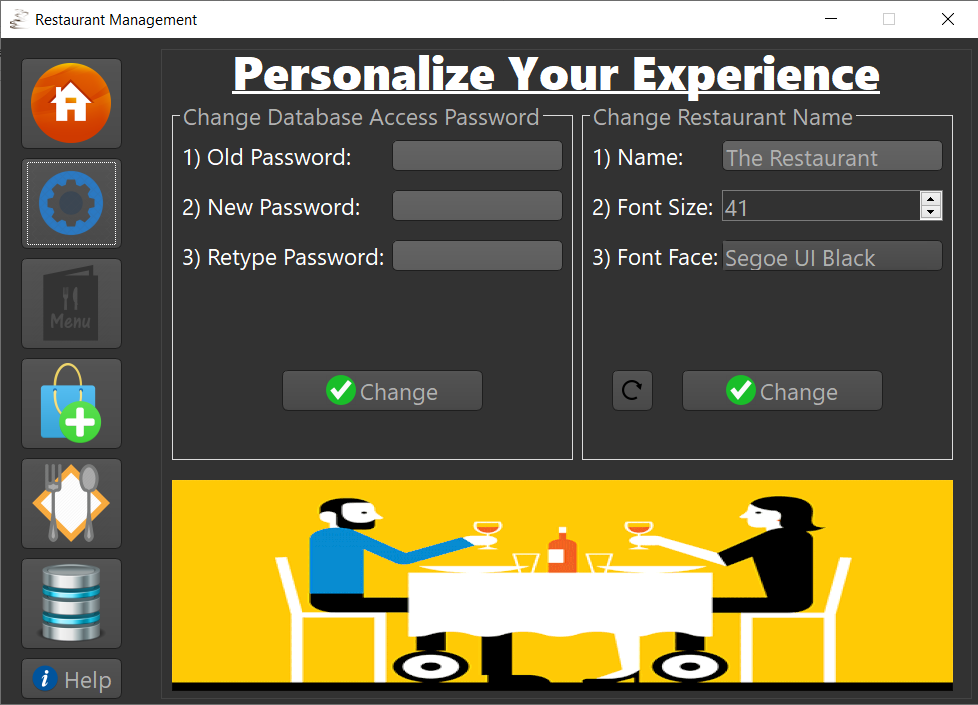 Restaurant Management
Personalize Your Experience
Change Database Access Password
1) Old Password:
2) New Password:
3) Retype Password:
Change
Change Restaurant Name
1) Name: The Restaurant
2) Font Size: 41
3) Font Face: Segoe UI Black
Change
Menu
i Help